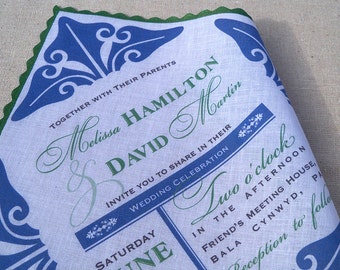 Together with Their Parents
Melissa HAMILTON
&
DAVID Martin
Invite you to share in their
Wedding Celebration
Saturday
JUNE
Two o'clock
in the afternoon
Friend's Meeting House,
Bala Cynwyd,
Reception to follow